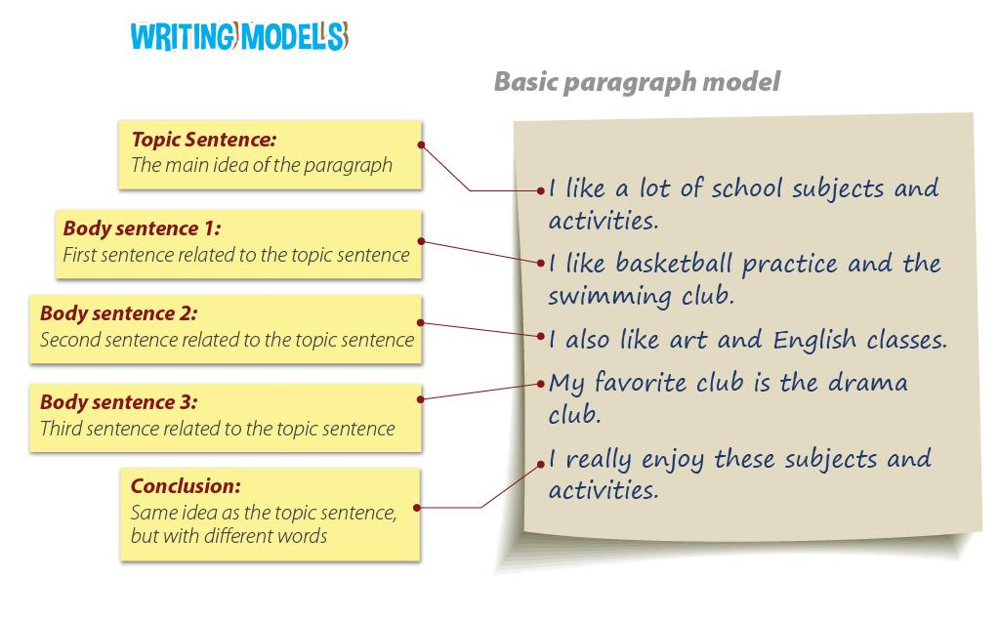 WRITING MODELS
Basic paragraph model
Topic Sentence:
The main idea of the paragraph
Body sentence 1:
First sentence related to the topic sentence
Body sentence 2:
Second sentence related to the topic sentence
Body sentence 3:
Third sentence related to the topic sentence
Conclusion:
Same idea as the topic sentence,
but with different words
I like a lot of school subjects and
activities.
I like basketball practice and the
swimming club.
I also like art and English classes.
My favorite club is the drama
club.
I really enjoy these subjects and
activities.